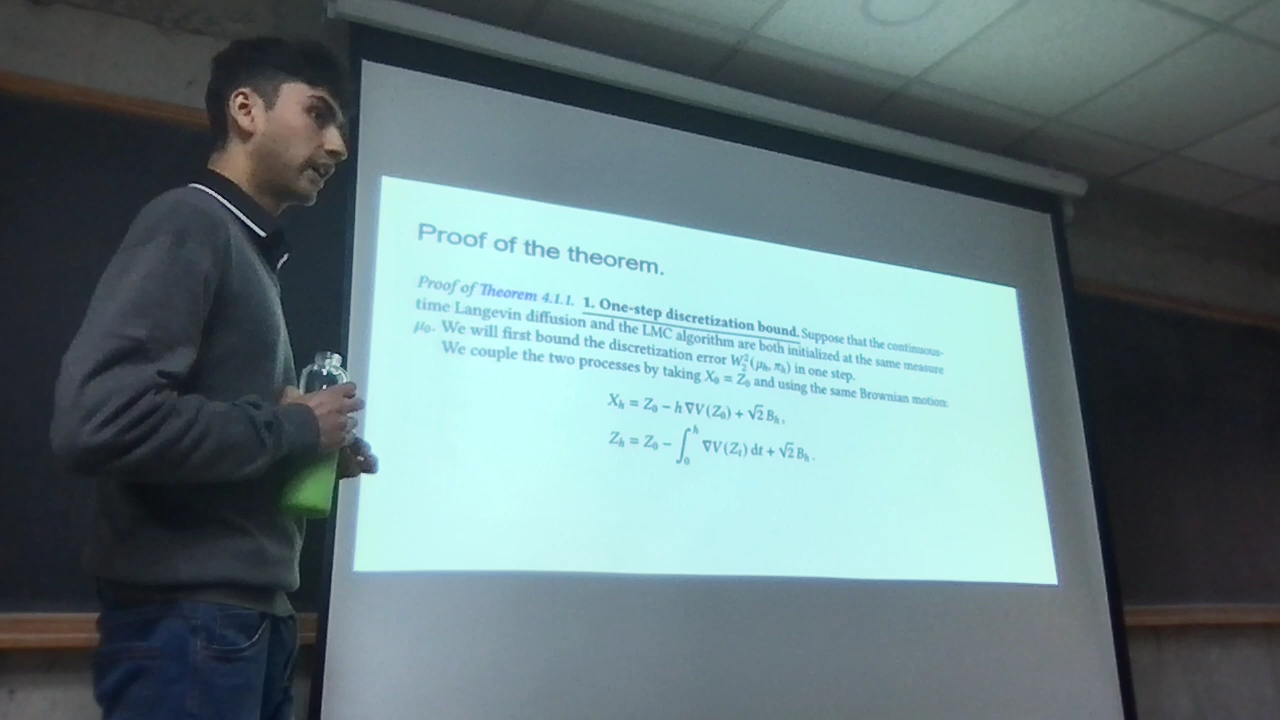 Proof of the theorem.
Proof of Theorem 4.1.1. 1. One-step discretization bound. Suppose that the continuous-
time Langevin diffusion and the LMC algorithm are both initialized at the same measure
μ₀. We will first bound the discretization error W₂²(μₕ, πₕ) in one step.
We couple the two processes by taking X₀ = Z₀ and using the same Brownian motion:
Xₕ = Z₀ − h ∇V(Z₀) + √2 Bₕ,
Zₕ = Z₀ − ∫₀ʰ ∇V(Zₜ) dt + √2 Bₕ.